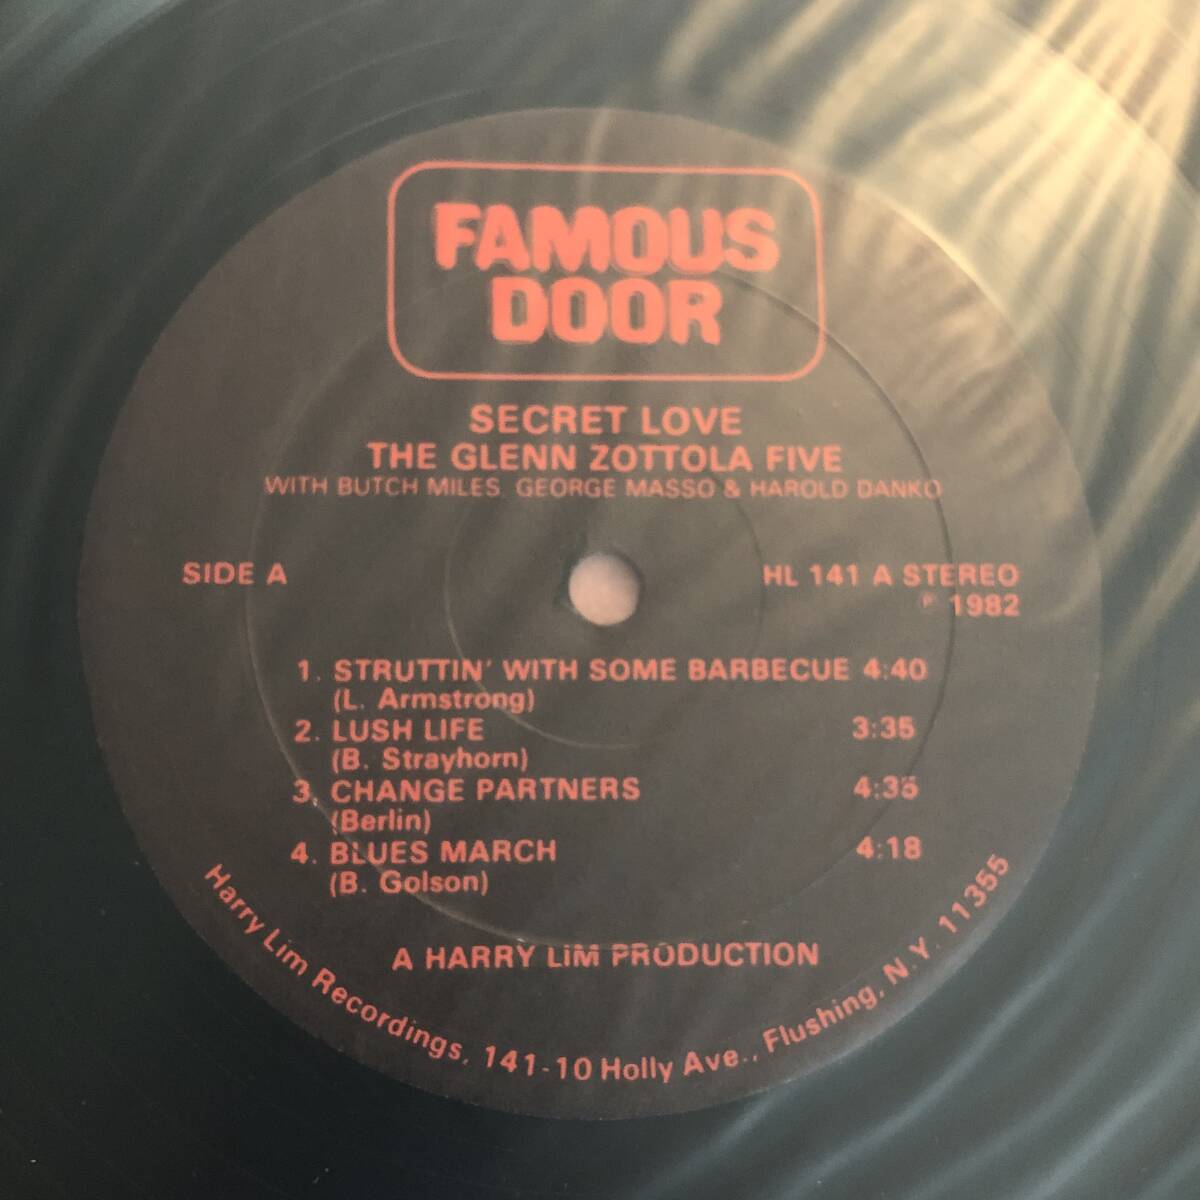 FAMOUS
DOOR
SECRET LOVE
THE GLENN ZOTTOLA FIVE
WITH BUTCH MILES, GEORGE MASSO & HAROLD DANKO
SIDE A
HL 141 A STEREO
℗ 1982
1. STRUTTIN' WITH SOME BARBECUE 4:40
(L. Armstrong)
2. LUSH LIFE 3:35
(B. Strayhorn)
3. CHANGE PARTNERS 4:35
(Berlin)
4. BLUES MARCH 4:18
(B. Golson)
A HARRY LIM PRODUCTION
Harry Lim Recordings, 141-10 Holly Ave., Flushing, N.Y. 11355